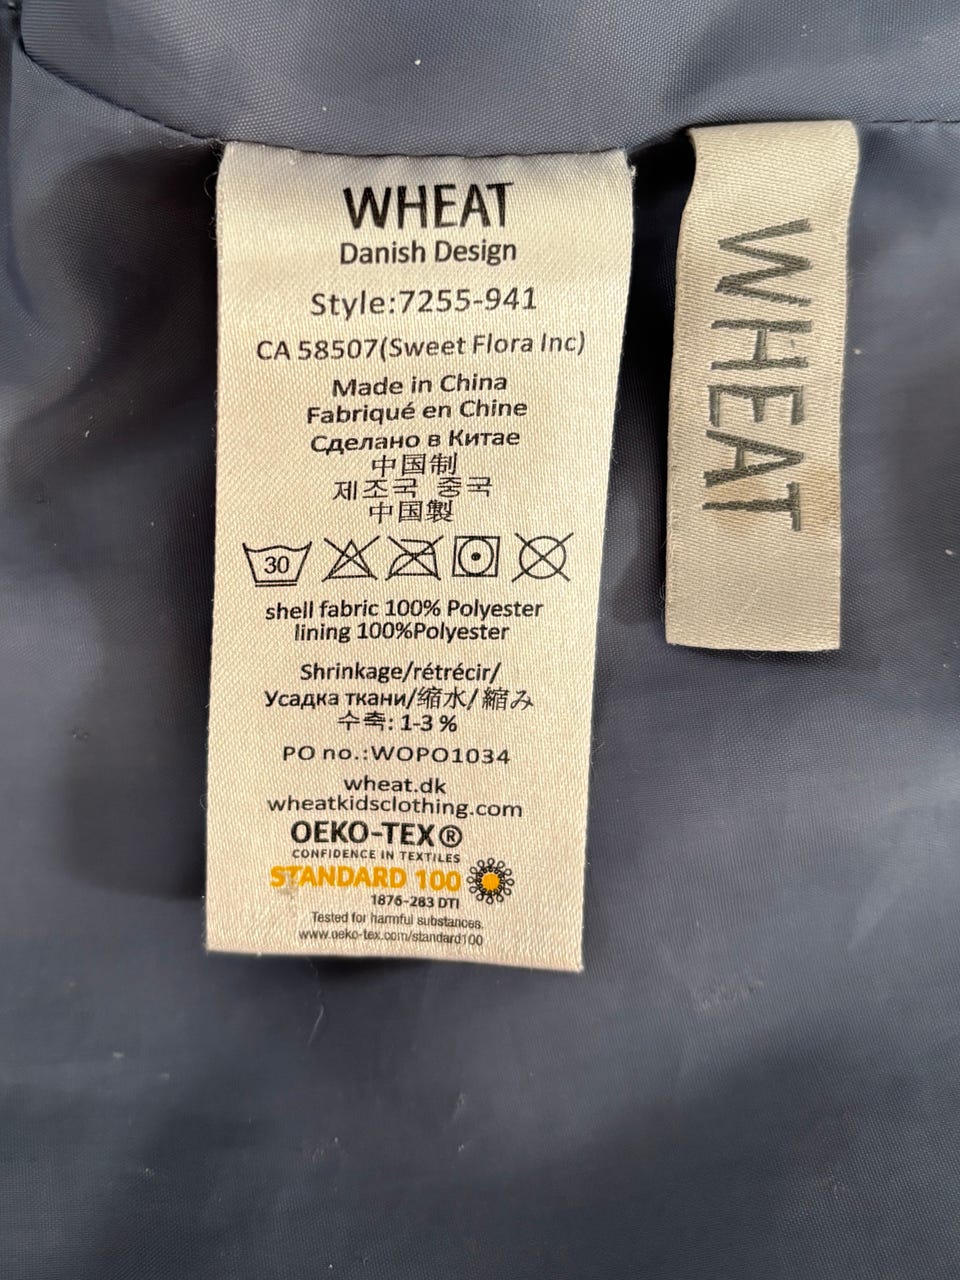 WHEAT
Danish Design
Style:7255-941
CA 58507(Sweet Flora Inc)
Made in China
Fabriqué en Chine
Сделано в Китае
中国制
제조국 중국
中国製
30
shell fabric 100% Polyester
lining 100%Polyester
Shrinkage/rétrécir/
Усадка ткани/缩水/縮み
수축: 1-3 %
PO no.:WOPO1034
wheat.dk
wheatkidsclothing.com
OEKO-TEX®
CONFIDENCE IN TEXTILES
STANDARD 100
1876-283 DTI
Tested for harmful substances.
www.oeko-tex.com/standard100
WHEAT